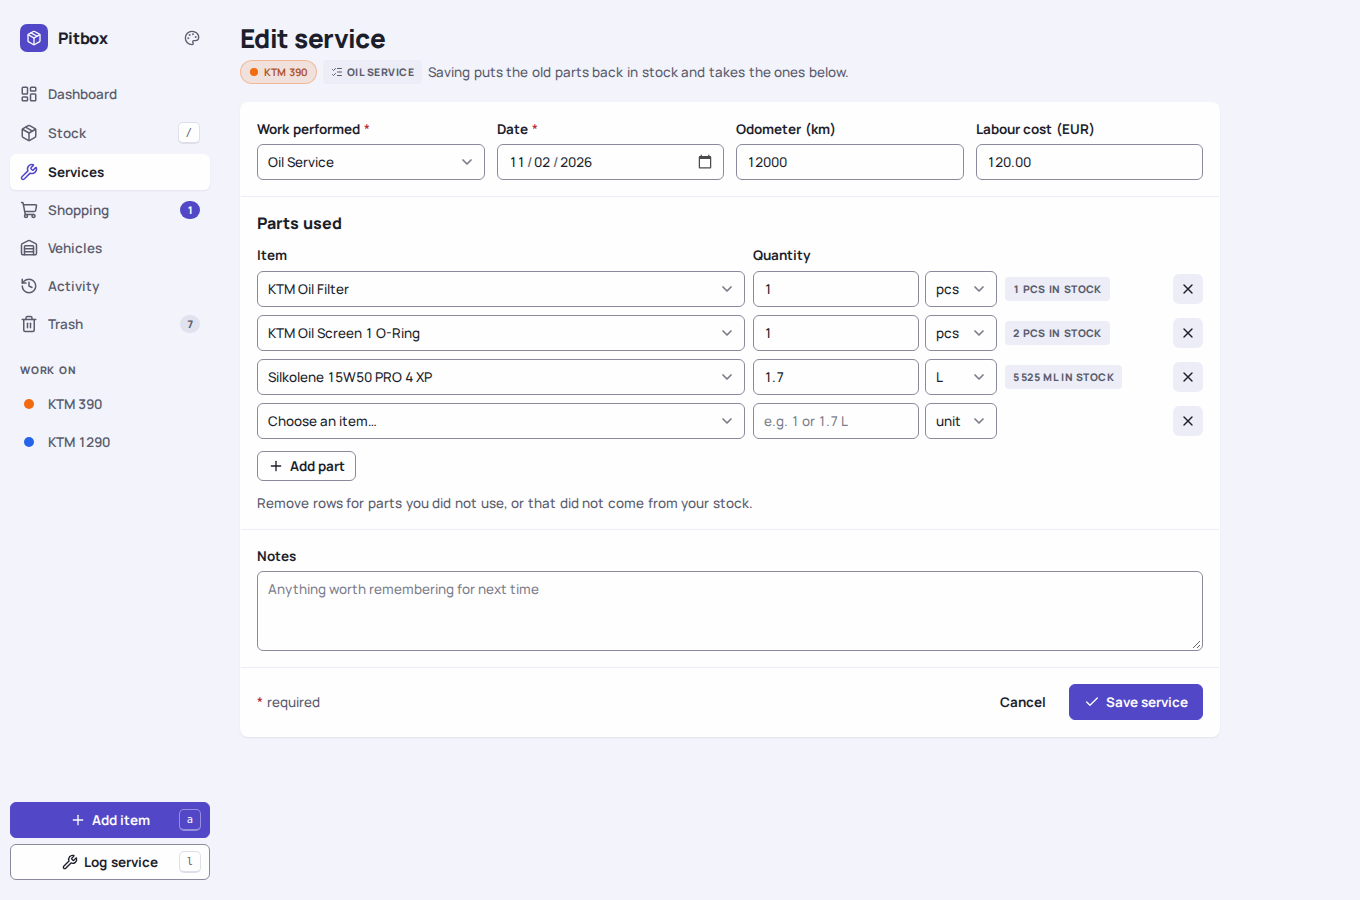 Pitbox
Dashboard
Stock /
Services
Shopping 1
Vehicles
Activity
Trash 7
WORK ON
KTM 390
KTM 1290
Add item a
Log service l
Edit service
KTM 390 OIL SERVICE Saving puts the old parts back in stock and takes the ones below.
Work performed * Date * Odometer (km) Labour cost (EUR)
Oil Service 11/02/2026 12000 120.00
Parts used
Item Quantity
KTM Oil Filter 1 pcs 1 PCS IN STOCK
KTM Oil Screen 1 O-Ring 1 pcs 2 PCS IN STOCK
Silkolene 15W50 PRO 4 XP 1.7 L 5 525 ML IN STOCK
Choose an item... e.g. 1 or 1.7 L unit
Add part
Remove rows for parts you did not use, or that did not come from your stock.
Notes
Anything worth remembering for next time
* required Cancel Save service